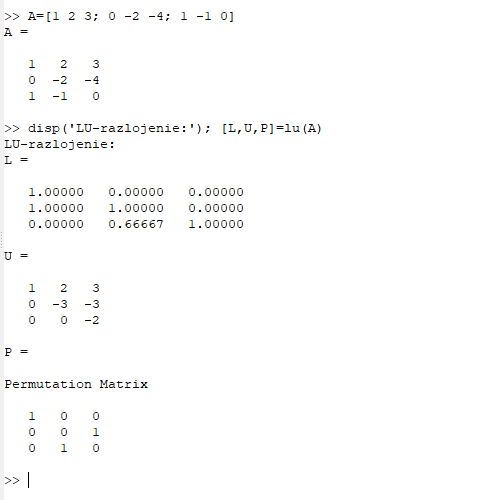 >> A=[1 2 3; 0 -2 -4; 1 -1 0]
A =
1 2 3
0 -2 -4
1 -1 0
>> disp('LU-razlojenie:'); [L,U,P]=lu(A)
LU-razlojenie:
L =
1.00000 0.00000 0.00000
1.00000 1.00000 0.00000
0.00000 0.66667 1.00000
U =
1 2 3
0 -3 -3
0 0 -2
P =
Permutation Matrix
1 0 0
0 0 1
0 1 0
>>